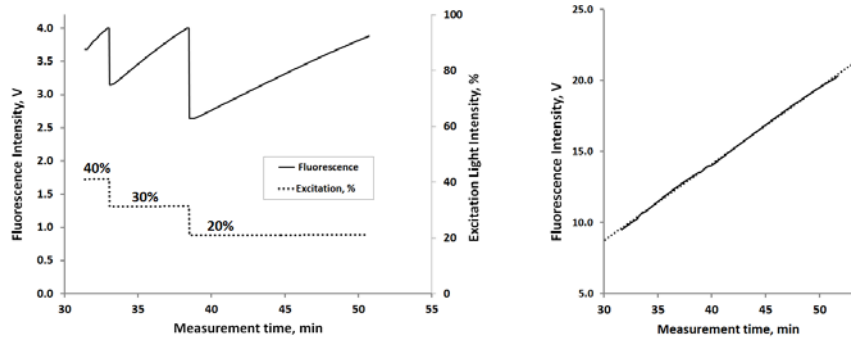 Fluorescence Intensity, V
4.0
3.5
3.0
2.5
2.0
1.5
1.0
0.5
0.0
40%
30%
20%
Fluorescence
Excitation, %
100
80
60
40
20
0
Excitation Light Intensity, %
30 35 40 45 50 55
Measurement time, min
Fluorescence Intensity, V
25.0
20.0
15.0
10.0
5.0
30 35 40 45 50
Measurement time, min